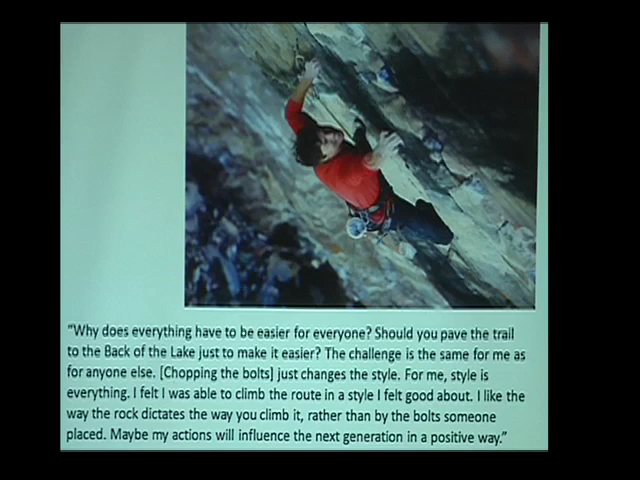 "Why does everything have to be easier for everyone? Should you pave the trail
to the Back of the Lake just to make it easier? The challenge is the same for me as
for anyone else. [Chopping the bolts] just changes the style. For me, style is
everything. I felt I was able to climb the route in a style I felt good about. I like the
way the rock dictates the way you climb it, rather than by the bolts someone
placed. Maybe my actions will influence the next generation in a positive way."